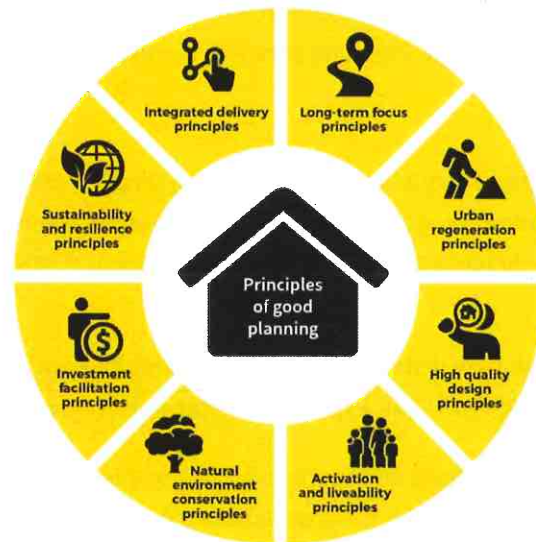 Integrated delivery
principles
Long-term focus
principles
Urban
regeneration
principles
High quality
design
principles
Activation
and liveability
principles
Natural
environment
conservation
principles
Investment
facilitation
principles
$
Sustainability
and resilience
principles
Principles
of good
planning